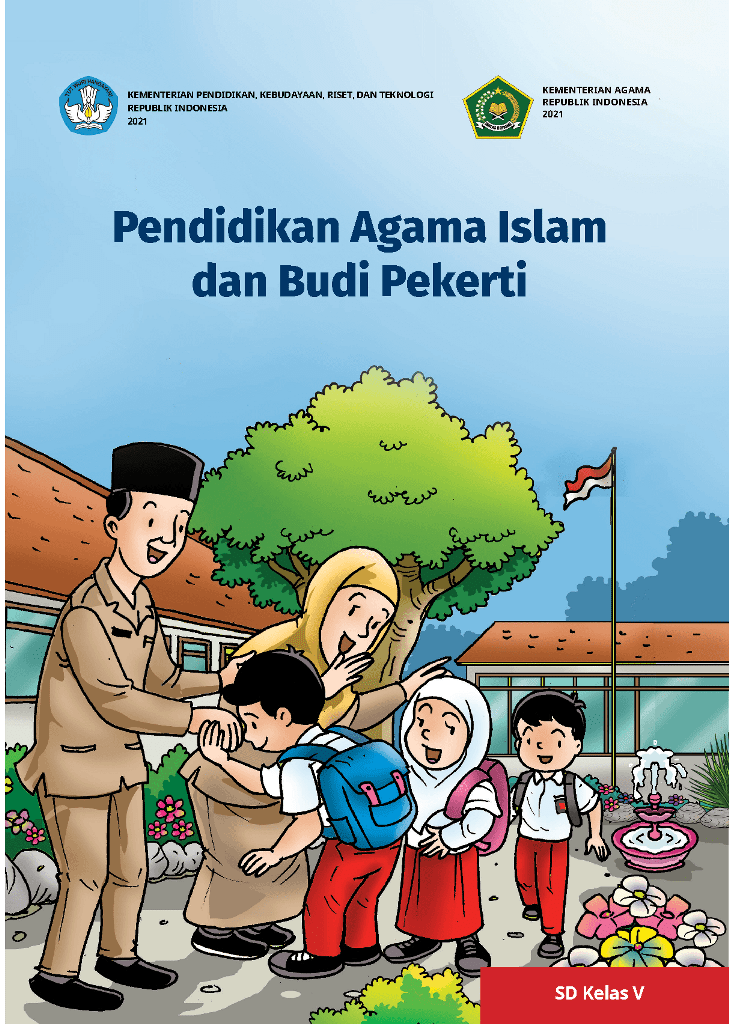 KEMENTERIAN PENDIDIKAN, KEBUDAYAAN, RISET, DAN TEKNOLOGI
REPUBLIK INDONESIA
2021
KEMENTERIAN AGAMA
REPUBLIK INDONESIA
2021
Pendidikan Agama Islam
dan Budi Pekerti
SD Kelas V